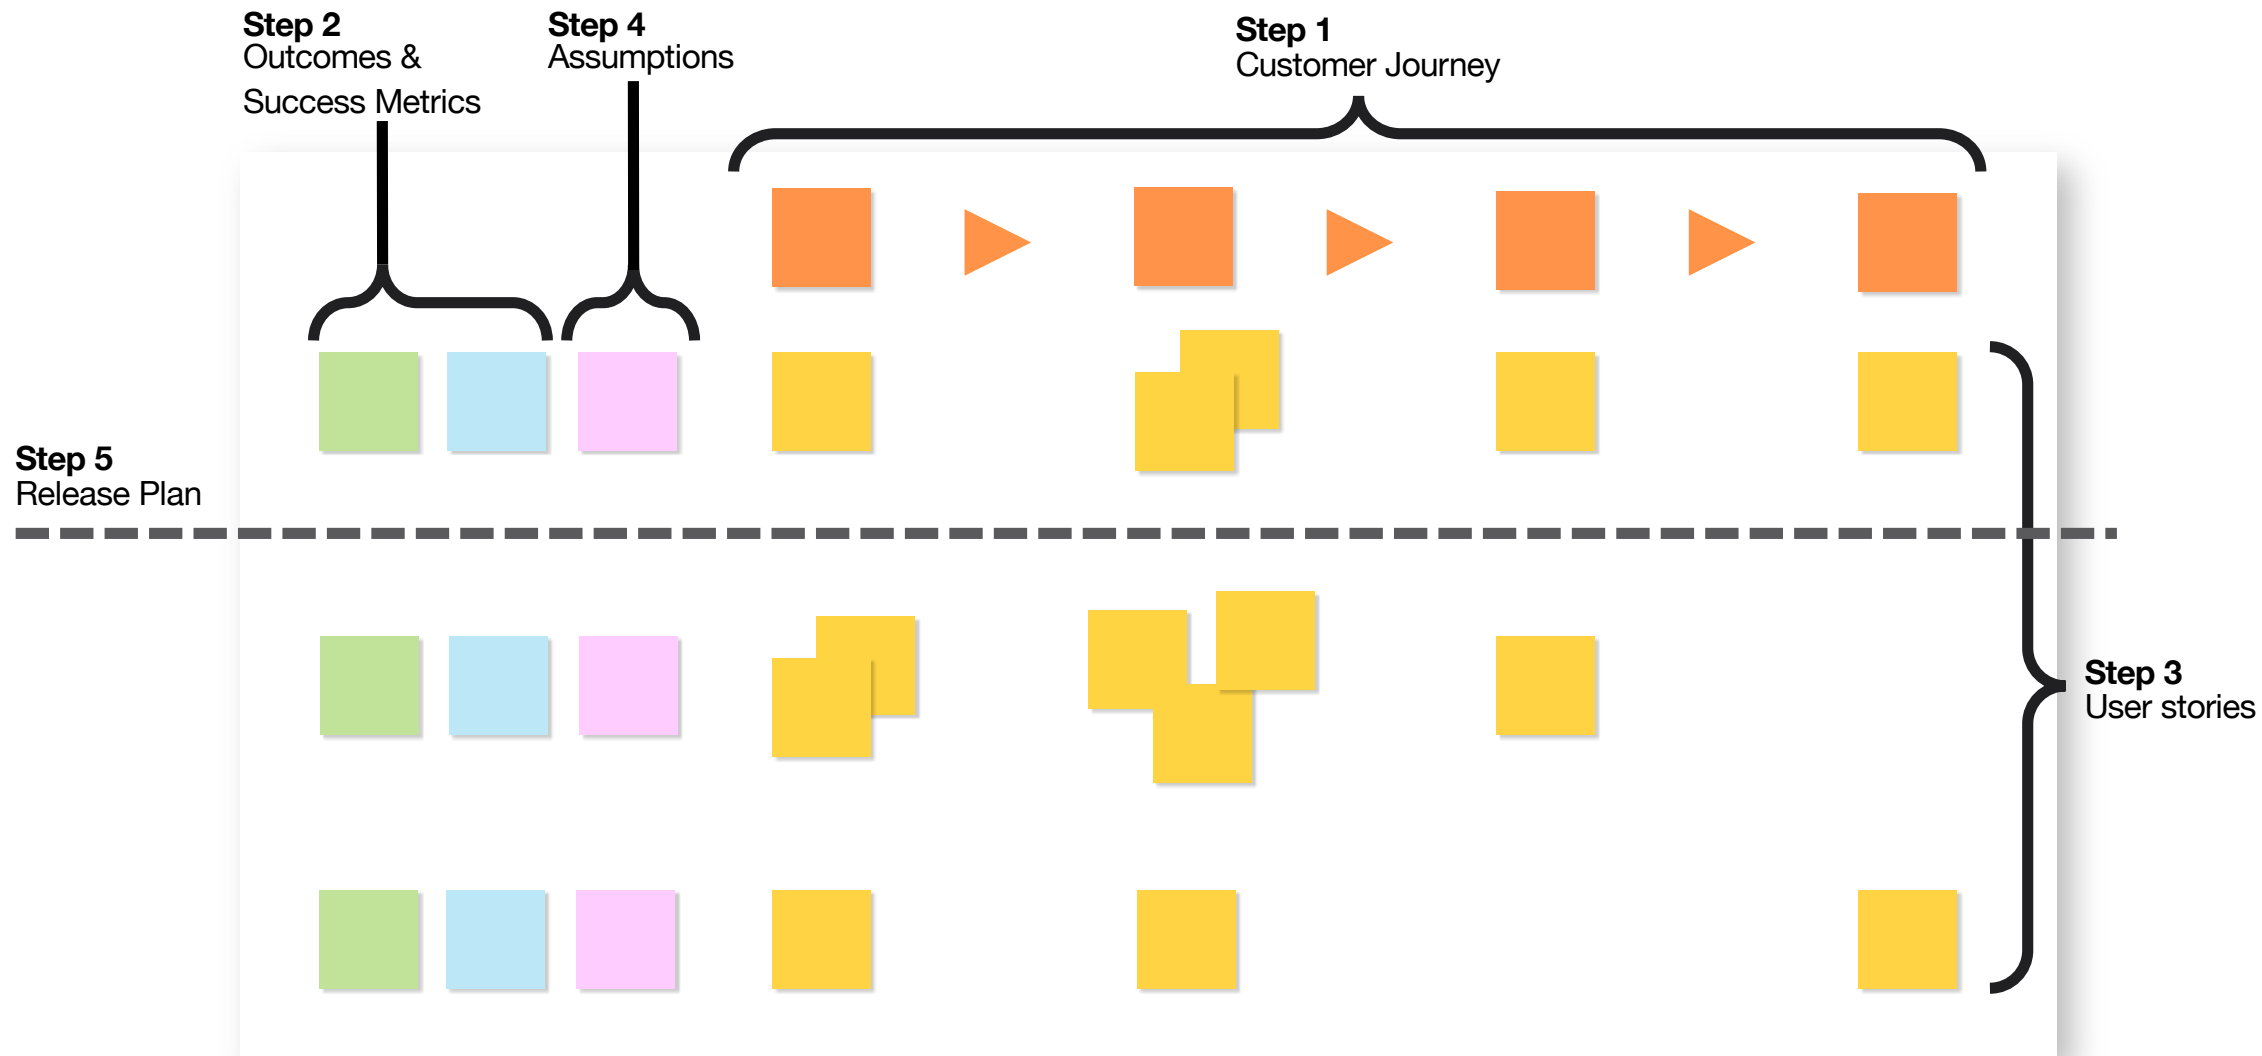 Step 2
Outcomes &
Success Metrics
Step 4
Assumptions
Step 1
Customer Journey
Step 5
Release Plan
Step 3
User stories